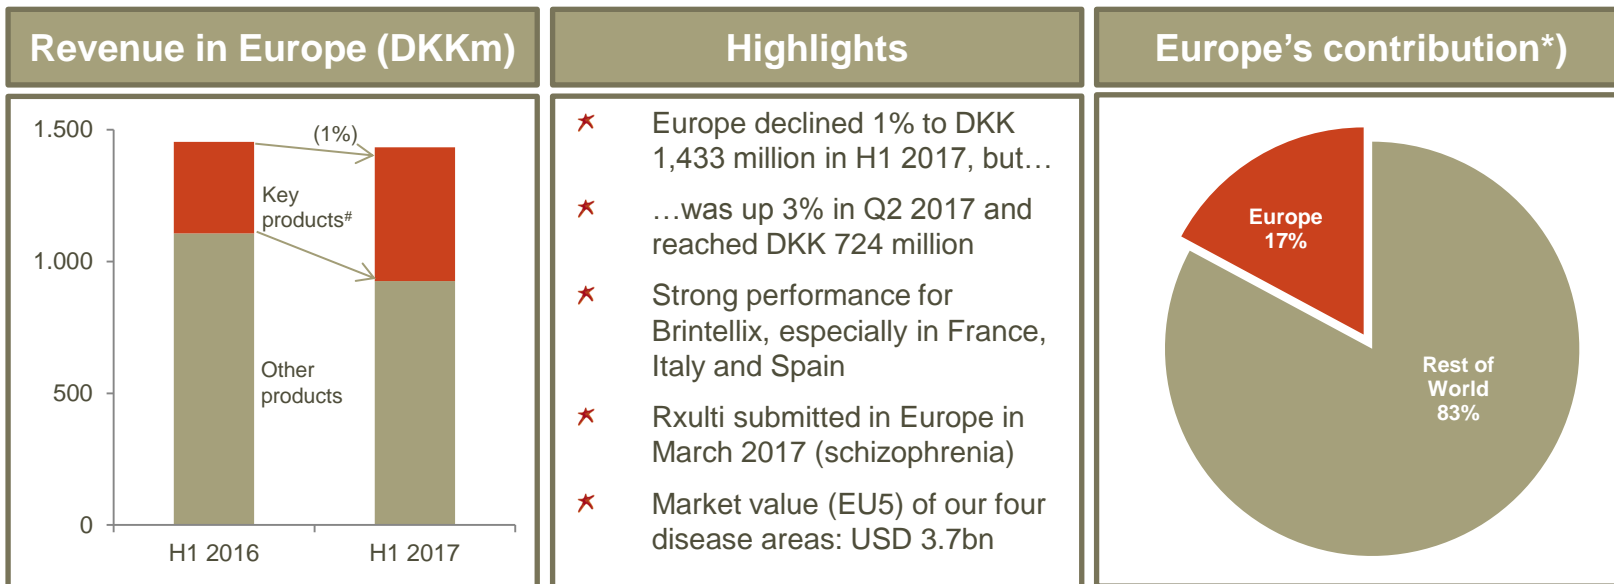 Revenue in Europe (DKKm)
1.500
1.000
500
0
(1%)
Key
products#
Other
products
H1 2016
H1 2017
Highlights
Europe declined 1% to DKK
1,433 million in H1 2017, but…
…was up 3% in Q2 2017 and
reached DKK 724 million
Strong performance for
Brintellix, especially in France,
Italy and Spain
Rxulti submitted in Europe in
March 2017 (schizophrenia)
Market value (EU5) of our four
disease areas: USD 3.7bn
Europe's contribution*)
Europe
17%
Rest of
World
83%